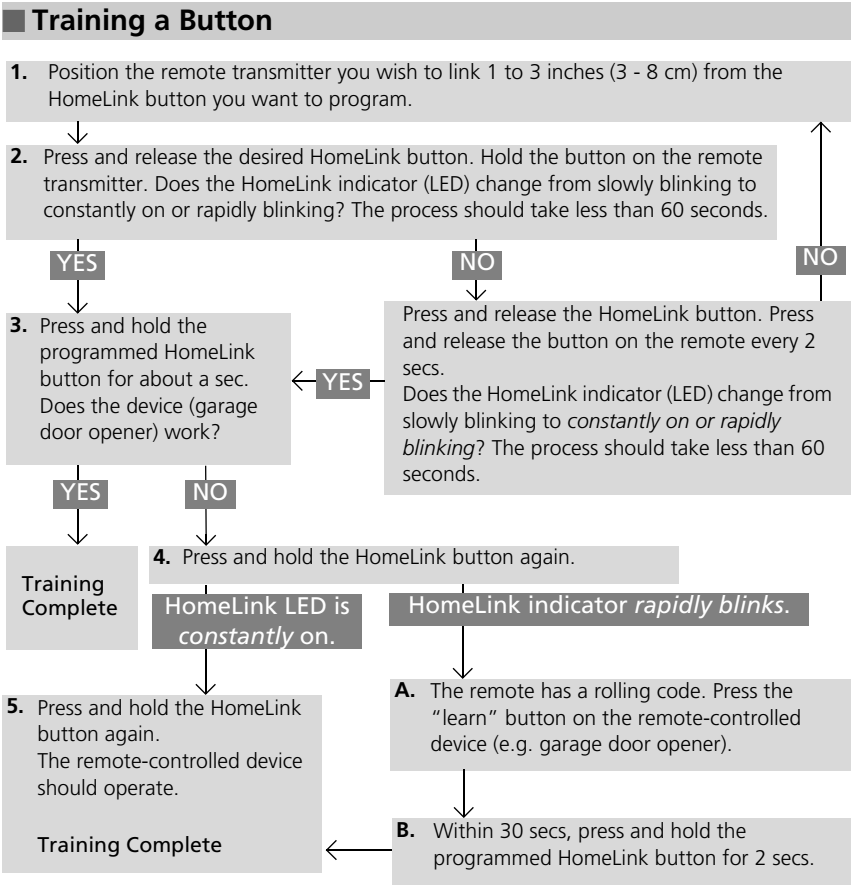 Training a Button
1. Position the remote transmitter you wish to link 1 to 3 inches (3 - 8 cm) from the
HomeLink button you want to program.
2. Press and release the desired HomeLink button. Hold the button on the remote
transmitter. Does the HomeLink indicator (LED) change from slowly blinking to
constantly on or rapidly blinking? The process should take less than 60 seconds.
YES
NO
NO
3. Press and hold the
programmed HomeLink
button for about a sec.
Does the device (garage
door opener) work?
YES
Press and release the HomeLink button. Press
and release the button on the remote every 2
secs.
Does the HomeLink indicator (LED) change from
slowly blinking to constantly on or rapidly
blinking? The process should take less than 60
seconds.
YES
NO
Training
Complete
4. Press and hold the HomeLink button again.
HomeLink LED is
constantly on.
HomeLink indicator rapidly blinks.
5. Press and hold the HomeLink
button again.
The remote-controlled device
should operate.
Training Complete
A. The remote has a rolling code. Press the
“learn” button on the remote-controlled
device (e.g. garage door opener).
B. Within 30 secs, press and hold the
programmed HomeLink button for 2 secs.